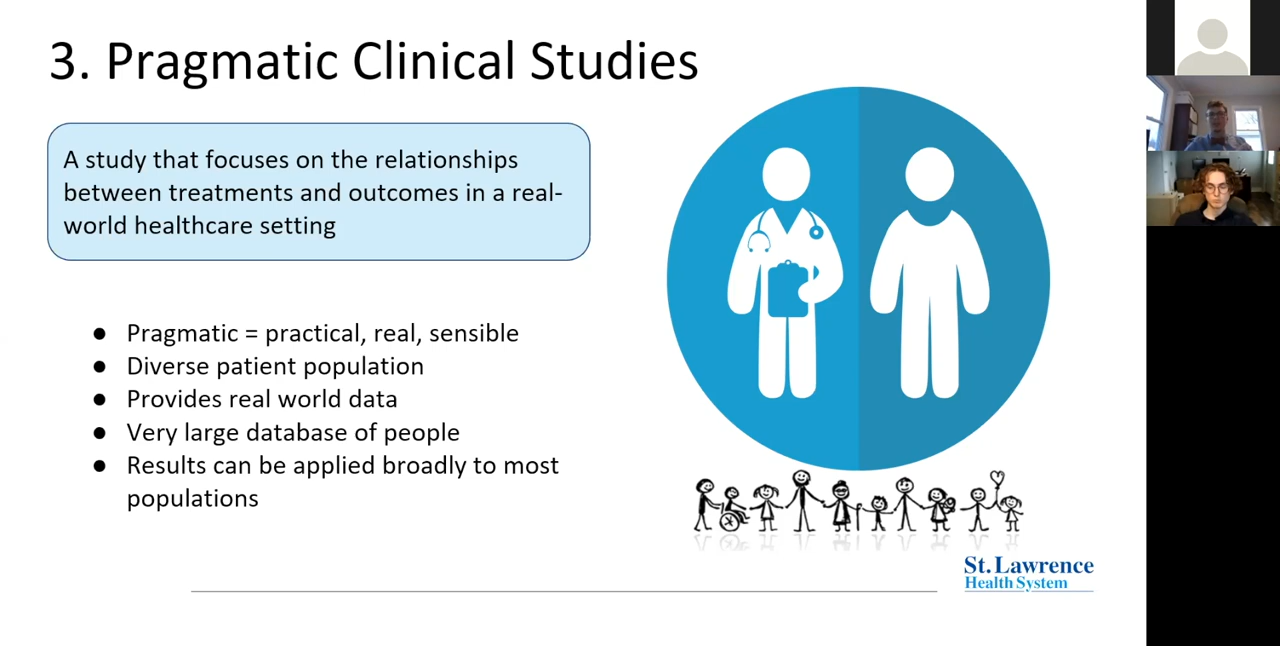 3. Pragmatic Clinical Studies
A study that focuses on the relationships
between treatments and outcomes in a real-
world healthcare setting
● Pragmatic = practical, real, sensible
● Diverse patient population
● Provides real world data
● Very large database of people
● Results can be applied broadly to most
populations
St. Lawrence
Health System